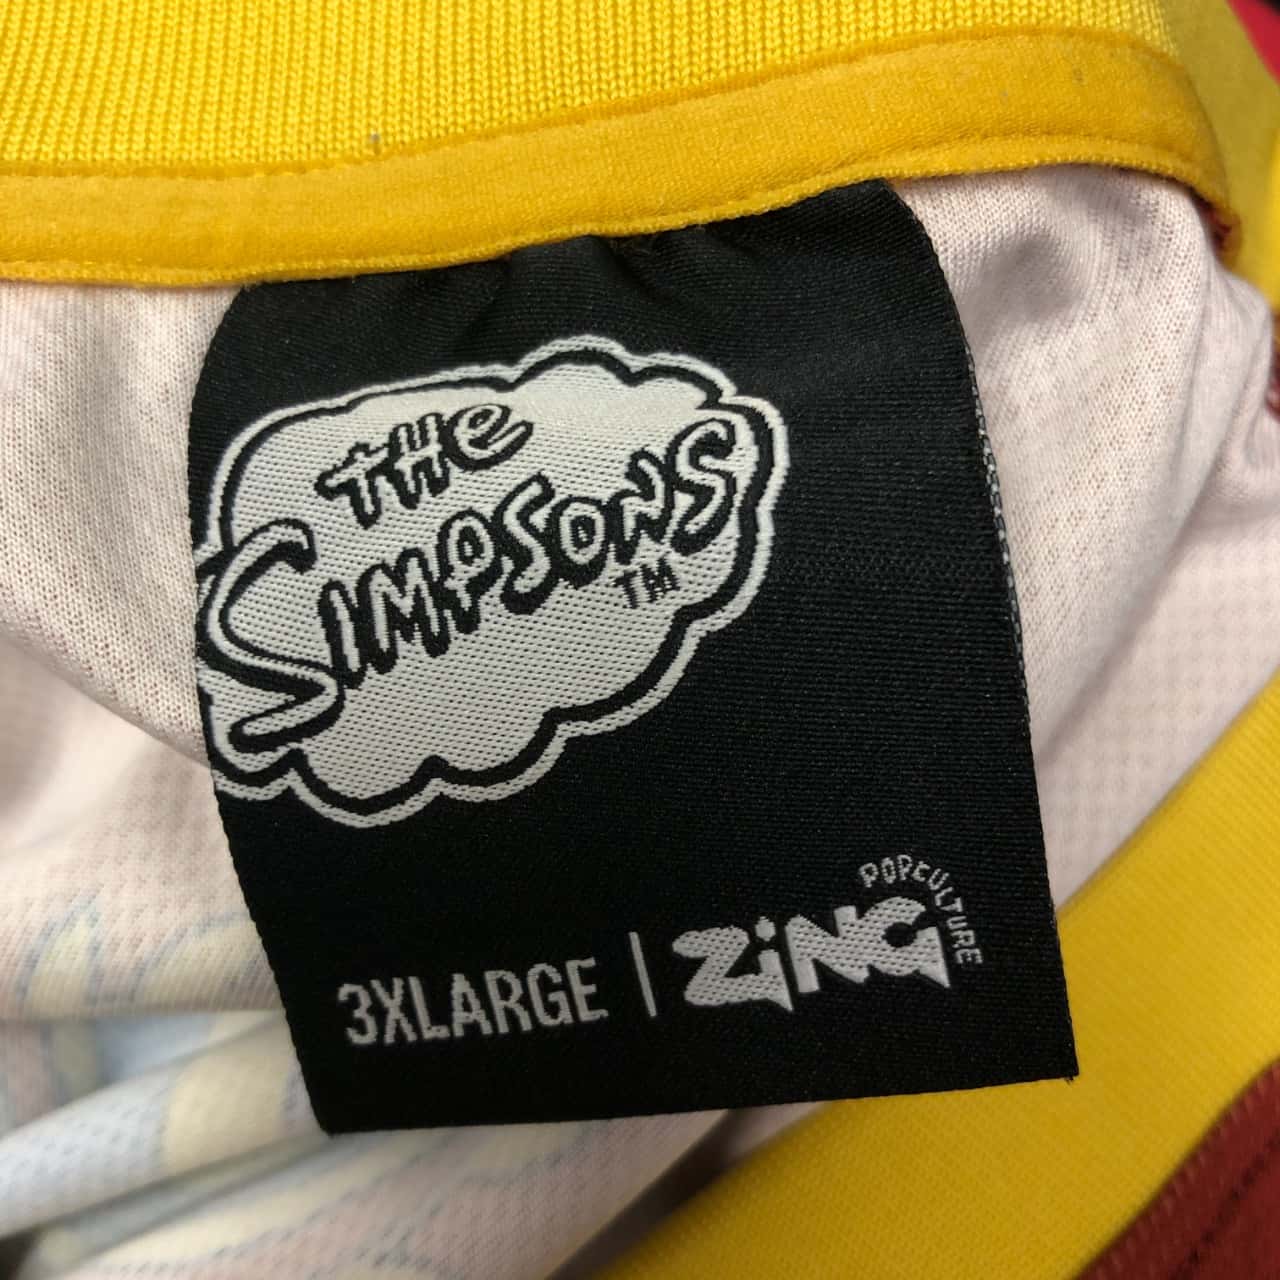 THE
SIMPSONS
TM
POPCULTURE
3XLARGE | ZiNG